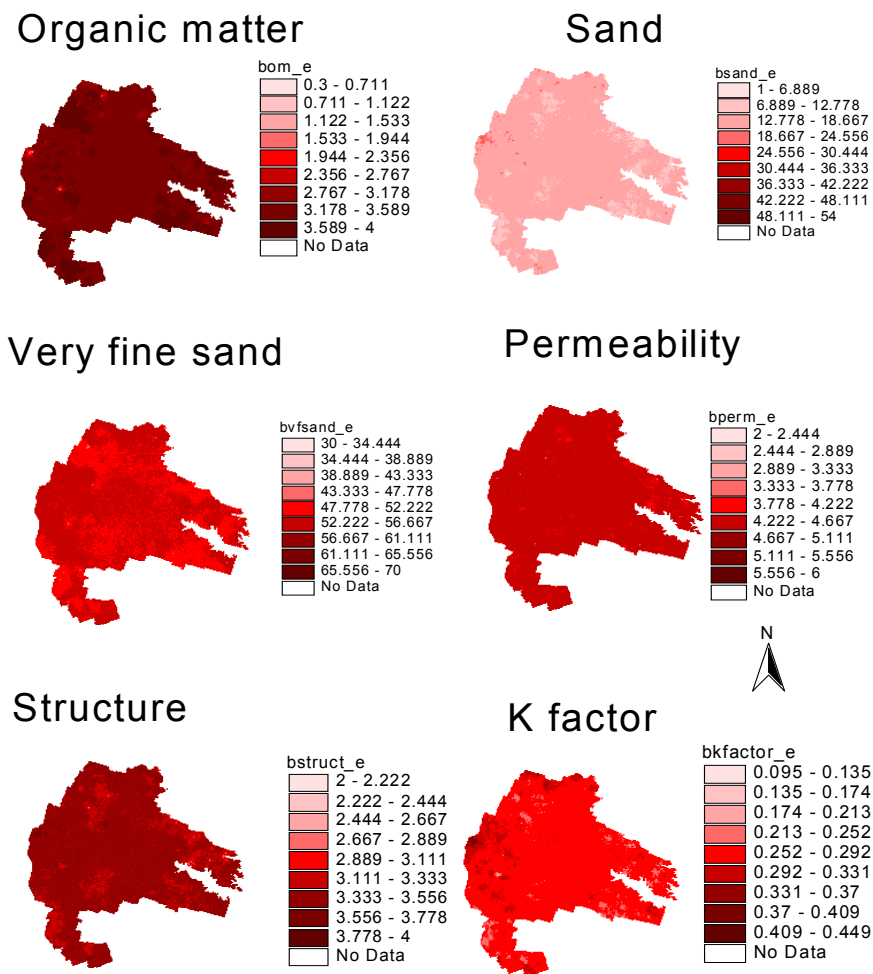 Organic matter
bom_e
0.3 - 0.711
0.711 - 1.122
1.122 - 1.533
1.533 - 1.944
1.944 - 2.356
2.356 - 2.767
2.767 - 3.178
3.178 - 3.589
3.589 - 4
No Data
Sand
bsand_e
1 - 6.889
6.889 - 12.778
12.778 - 18.667
18.667 - 24.556
24.556 - 30.444
30.444 - 36.333
36.333 - 42.222
42.222 - 48.111
48.111 - 54
No Data
Very fine sand
bvfsand_e
30 - 34.444
34.444 - 38.889
38.889 - 43.333
43.333 - 47.778
47.778 - 52.222
52.222 - 56.667
56.667 - 61.111
61.111 - 65.556
65.556 - 70
No Data
Permeability
bperm_e
2 - 2.444
2.444 - 2.889
2.889 - 3.333
3.333 - 3.778
3.778 - 4.222
4.222 - 4.667
4.667 - 5.111
5.111 - 5.556
5.556 - 6
No Data
N
Structure
bstruct_e
2 - 2.222
2.222 - 2.444
2.444 - 2.667
2.667 - 2.889
2.889 - 3.111
3.111 - 3.333
3.333 - 3.556
3.556 - 3.778
3.778 - 4
No Data
K factor
bkfactor_e
0.095 - 0.135
0.135 - 0.174
0.174 - 0.213
0.213 - 0.252
0.252 - 0.292
0.292 - 0.331
0.331 - 0.37
0.37 - 0.409
0.409 - 0.449
No Data